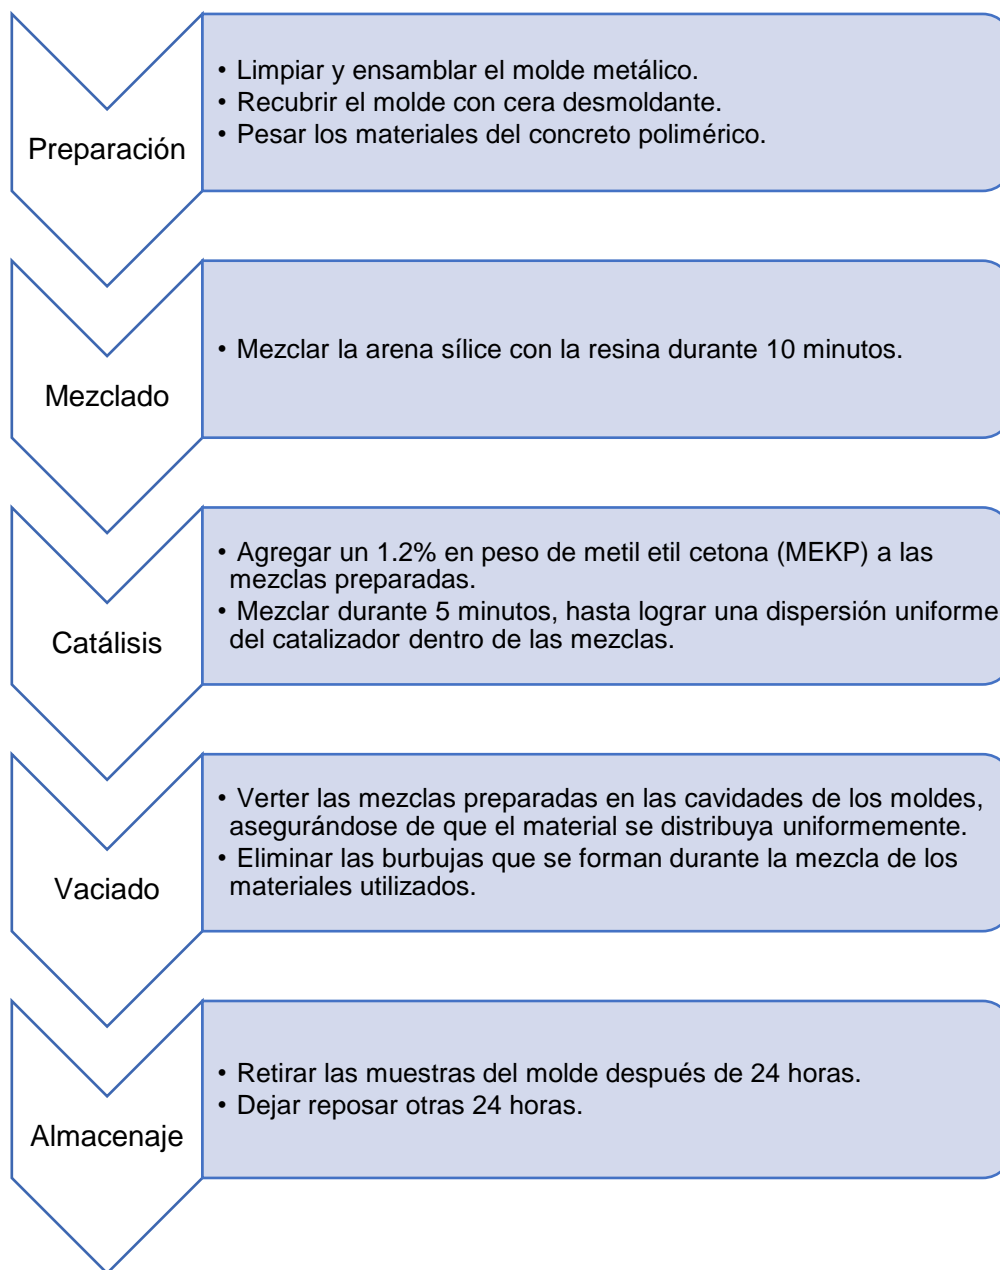 Preparación
• Limpiar y ensamblar el molde metálico.
• Recubrir el molde con cera desmoldante.
• Pesar los materiales del concreto polimérico.
Mezclado
• Mezclar la arena sílice con la resina durante 10 minutos.
Catálisis
• Agregar un 1.2% en peso de metil etil cetona (MEKP) a las
mezclas preparadas.
• Mezclar durante 5 minutos, hasta lograr una dispersión uniforme
del catalizador dentro de las mezclas.
Vaciado
• Verter las mezclas preparadas en las cavidades de los moldes,
asegurándose de que el material se distribuya uniformemente.
• Eliminar las burbujas que se forman durante la mezcla de los
materiales utilizados.
Almacenaje
• Retirar las muestras del molde después de 24 horas.
• Dejar reposar otras 24 horas.